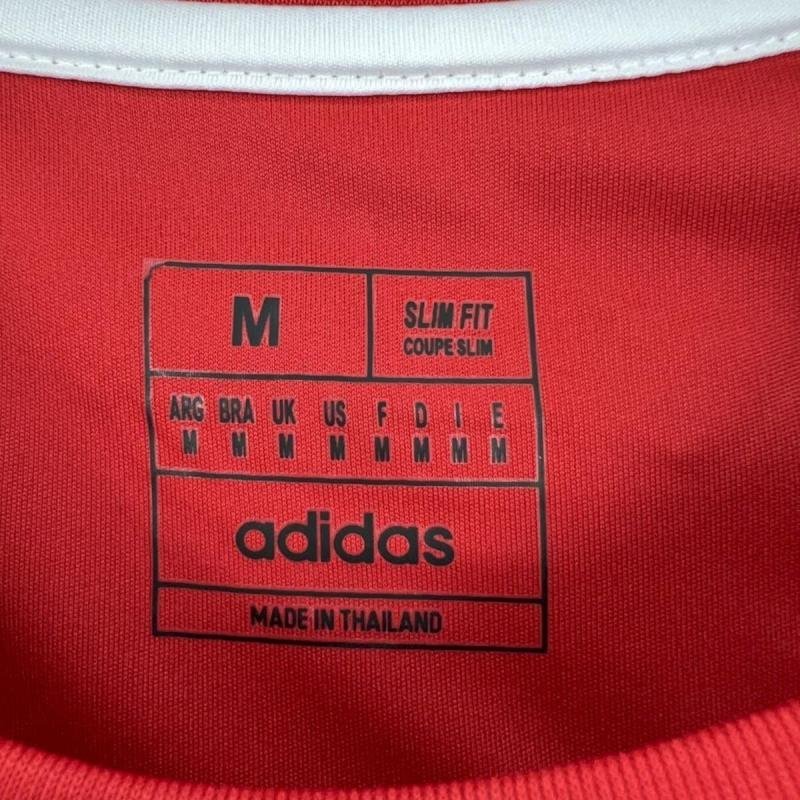 M
SLIM FIT
COUPE SLIM
ARG BRA UK US F D I E
M M M M M M M M
adidas
MADE IN THAILAND